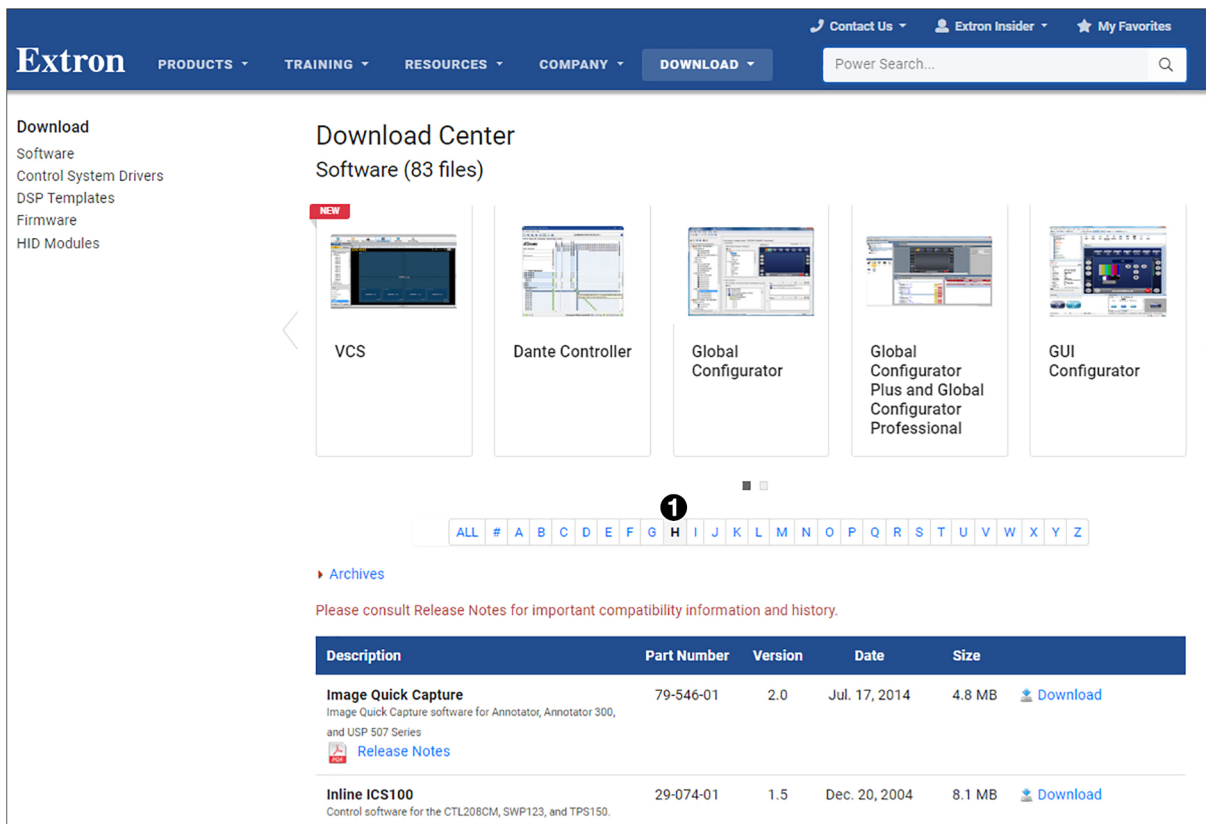 Contact Us
Extron Insider
My Favorites
Extron
PRODUCTS
TRAINING
RESOURCES
COMPANY
DOWNLOAD
Power Search...
Download
Software
Control System Drivers
DSP Templates
Firmware
HID Modules
Download Center
Software (83 files)
NEW
VCS
Dante Controller
Global
Configurator
Global
Configurator
Plus and Global
Configurator
Professional
GUI
Configurator
1
ALL # A B C D E F G H I J K L M N O P Q R S T U V W X Y Z
Archives
Please consult Release Notes for important compatibility information and history.
Description Part Number Version Date Size
Image Quick Capture 79-546-01 2.0 Jul. 17, 2014 4.8 MB Download
Image Quick Capture software for Annotator, Annotator 300,
and USP 507 Series
PDF Release Notes
Inline ICS100 29-074-01 1.5 Dec. 20, 2004 8.1 MB Download
Control software for the CTL208CM, SWP123, and TPS150.